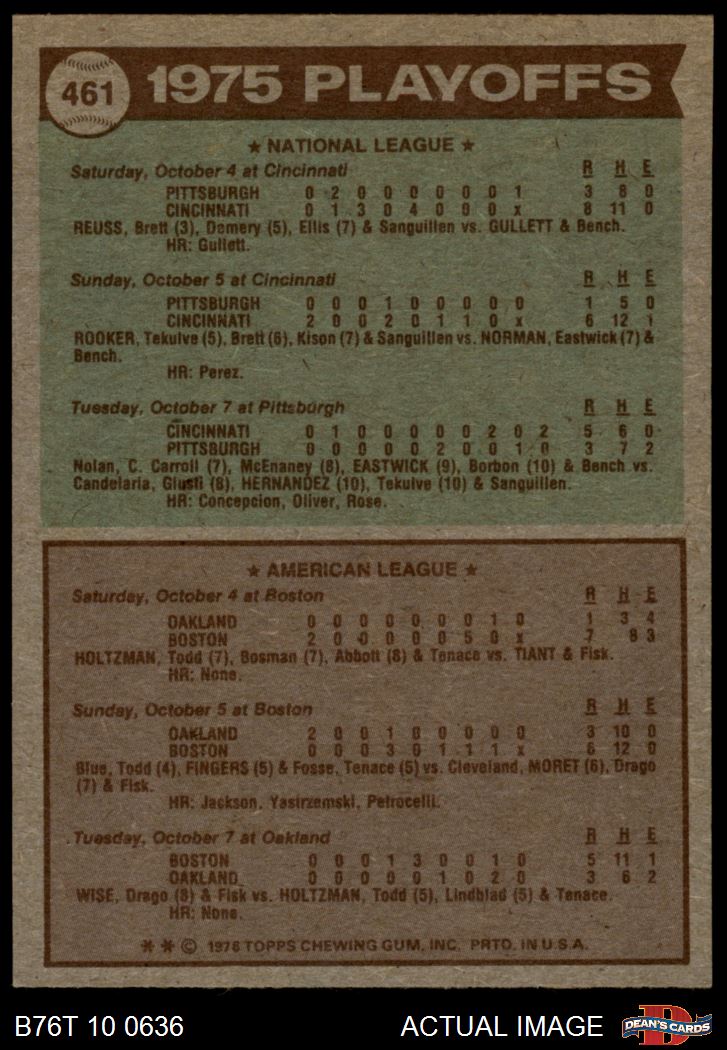 461
1975 PLAYOFFS
★ NATIONAL LEAGUE ★
Saturday, October 4 at Cincinnati R H E
PITTSBURGH 0 2 0 0 0 0 0 0 1 3 8 0
CINCINNATI 0 1 3 0 4 0 0 0 x 8 11 0
REUSS, Brett (3), Demery (5), Ellis (7) & Sanguillen vs. GULLETT & Bench.
HR: Gullett.
Sunday, October 5 at Cincinnati R H E
PITTSBURGH 0 0 0 1 0 0 0 0 0 1 5 0
CINCINNATI 2 0 0 2 0 1 1 0 x 6 12 1
ROOKER, Tekulve (5), Brett (6), Kison (7) & Sanguillen vs. NORMAN, Eastwick (7) &
Bench.
HR: Perez.
Tuesday, October 7 at Pittsburgh R H E
CINCINNATI 0 1 0 0 0 0 0 2 0 2 5 6 0
PITTSBURGH 0 0 0 0 0 2 0 0 1 0 3 7 2
Nolan, C. Carroll (7), McEnaney (8), EASTWICK (9), Borbon (10) & Bench vs.
Candelaria, Giusti (8), HERNANDEZ (10), Tekulve (10) & Sanguillen.
HR: Concepcion, Oliver, Rose.
★ AMERICAN LEAGUE ★
Saturday, October 4 at Boston R H E
OAKLAND 0 0 0 0 0 0 0 1 0 1 3 4
BOSTON 2 0 0 0 0 0 5 0 x 7 8 3
HOLTZMAN, Todd (7), Bosman (7), Abbott (8) & Tenace vs. TIANT & Fisk.
HR: None.
Sunday, October 5 at Boston R H E
OAKLAND 2 0 0 1 0 0 0 0 0 3 10 0
BOSTON 0 0 0 3 0 1 1 1 x 6 12 0
Blue, Todd (4), FINGERS (5) & Fosse, Tenace (5) vs. Cleveland, MORET (6), Drago
(7) & Fisk.
HR: Jackson, Yastrzemski, Petrocelli.
Tuesday, October 7 at Oakland R H E
BOSTON 0 0 0 1 3 0 0 1 0 5 11 1
OAKLAND 0 0 0 0 0 1 0 2 0 3 6 2
WISE, Drago (8) & Fisk vs. HOLTZMAN, Todd (5), Lindblad (5) & Tenace.
HR: None.
✱ ✱ © 1976 TOPPS CHEWING GUM, INC. PRTD. IN U.S.A.
B76T 10 0636 ACTUAL IMAGE DEAN'S CARDS